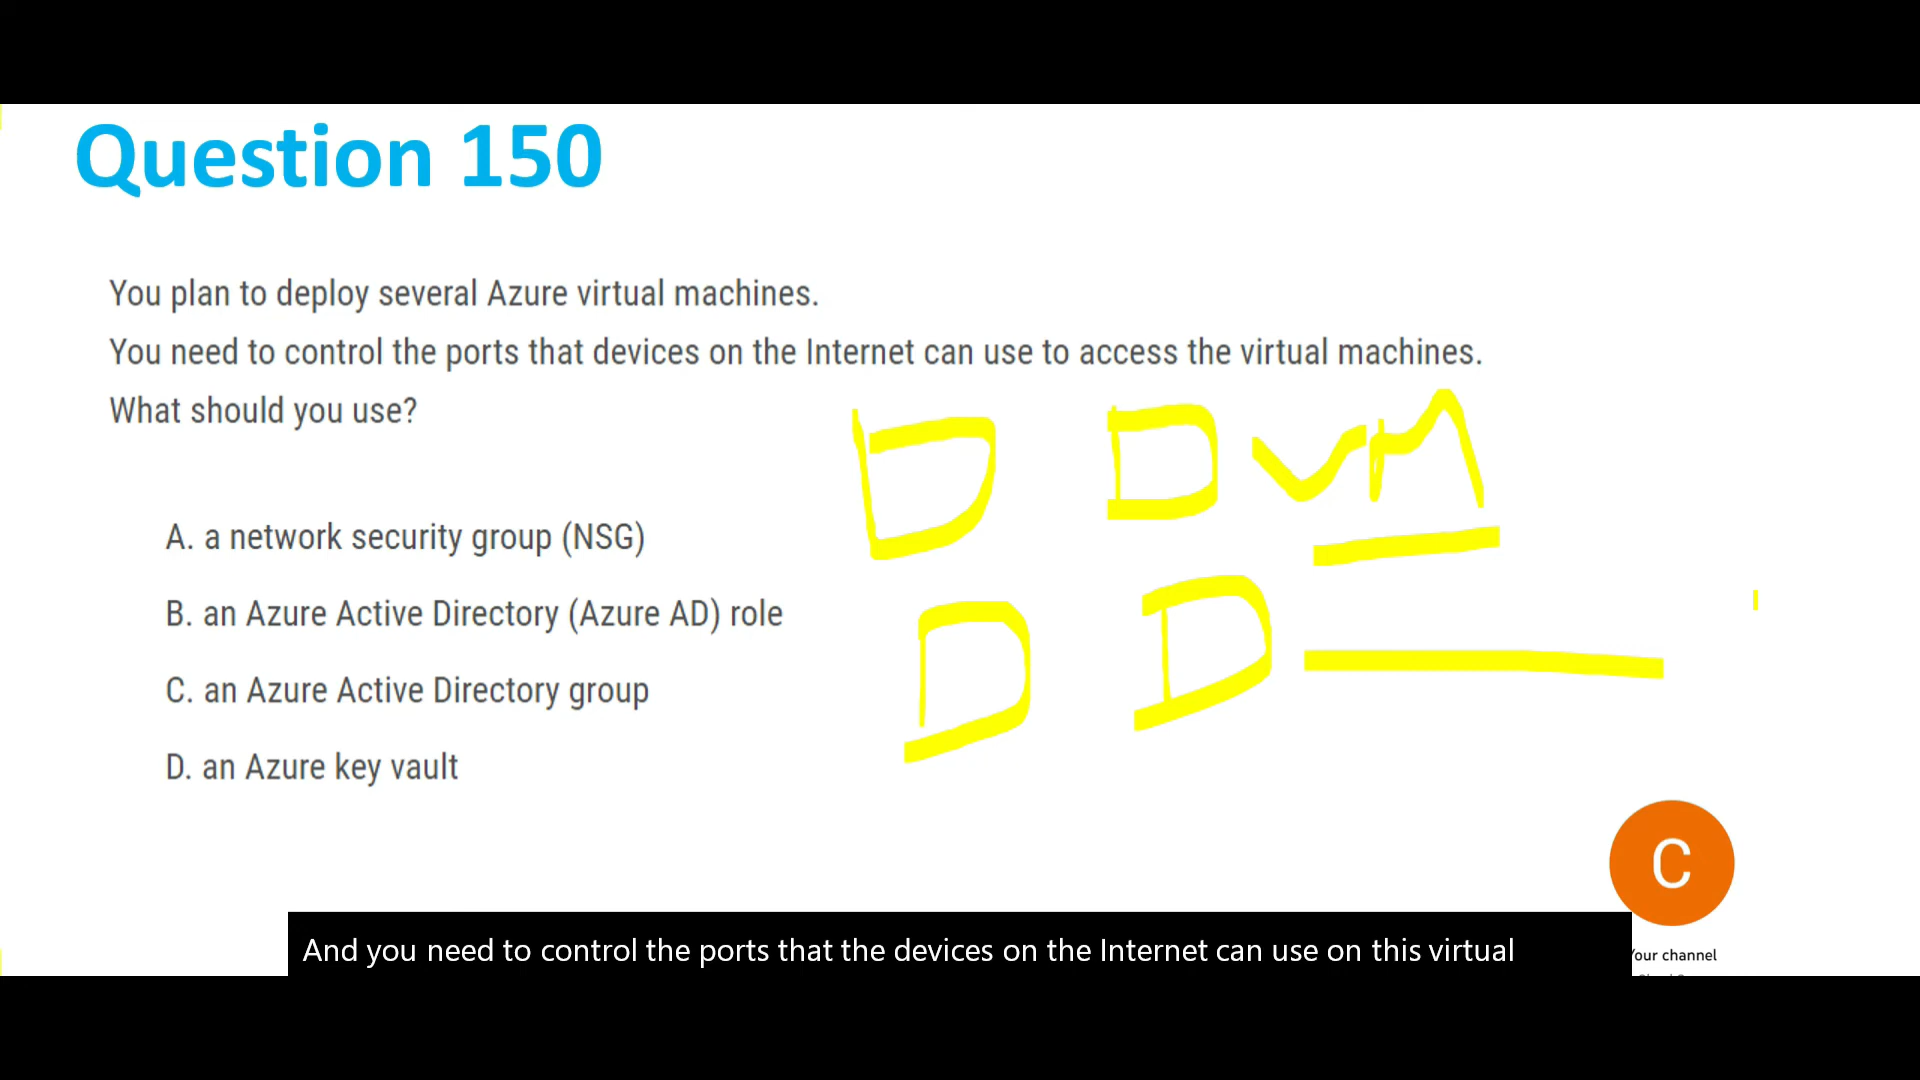 Question 150
You plan to deploy several Azure virtual machines.
You need to control the ports that devices on the Internet can use to access the virtual machines.
What should you use?
A. a network security group (NSG)
B. an Azure Active Directory (Azure AD) role
C. an Azure Active Directory group
D. an Azure key vault
VM
C
And you need to control the ports that the devices on the Internet can use on this virtual
Your channel